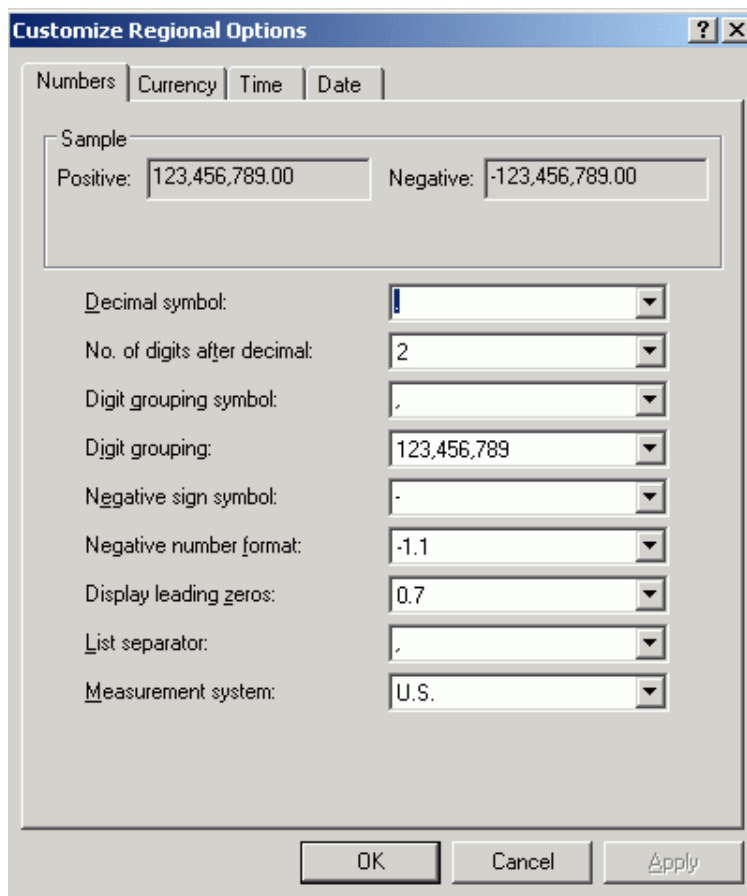 Customize Regional Options
Numbers Currency Time Date
Sample
Positive: 123,456,789.00 Negative: -123,456,789.00
Decimal symbol: .
No. of digits after decimal: 2
Digit grouping symbol: ,
Digit grouping: 123,456,789
Negative sign symbol: -
Negative number format: -1.1
Display leading zeros: 0.7
List separator: ,
Measurement system: U.S.
OK Cancel Apply